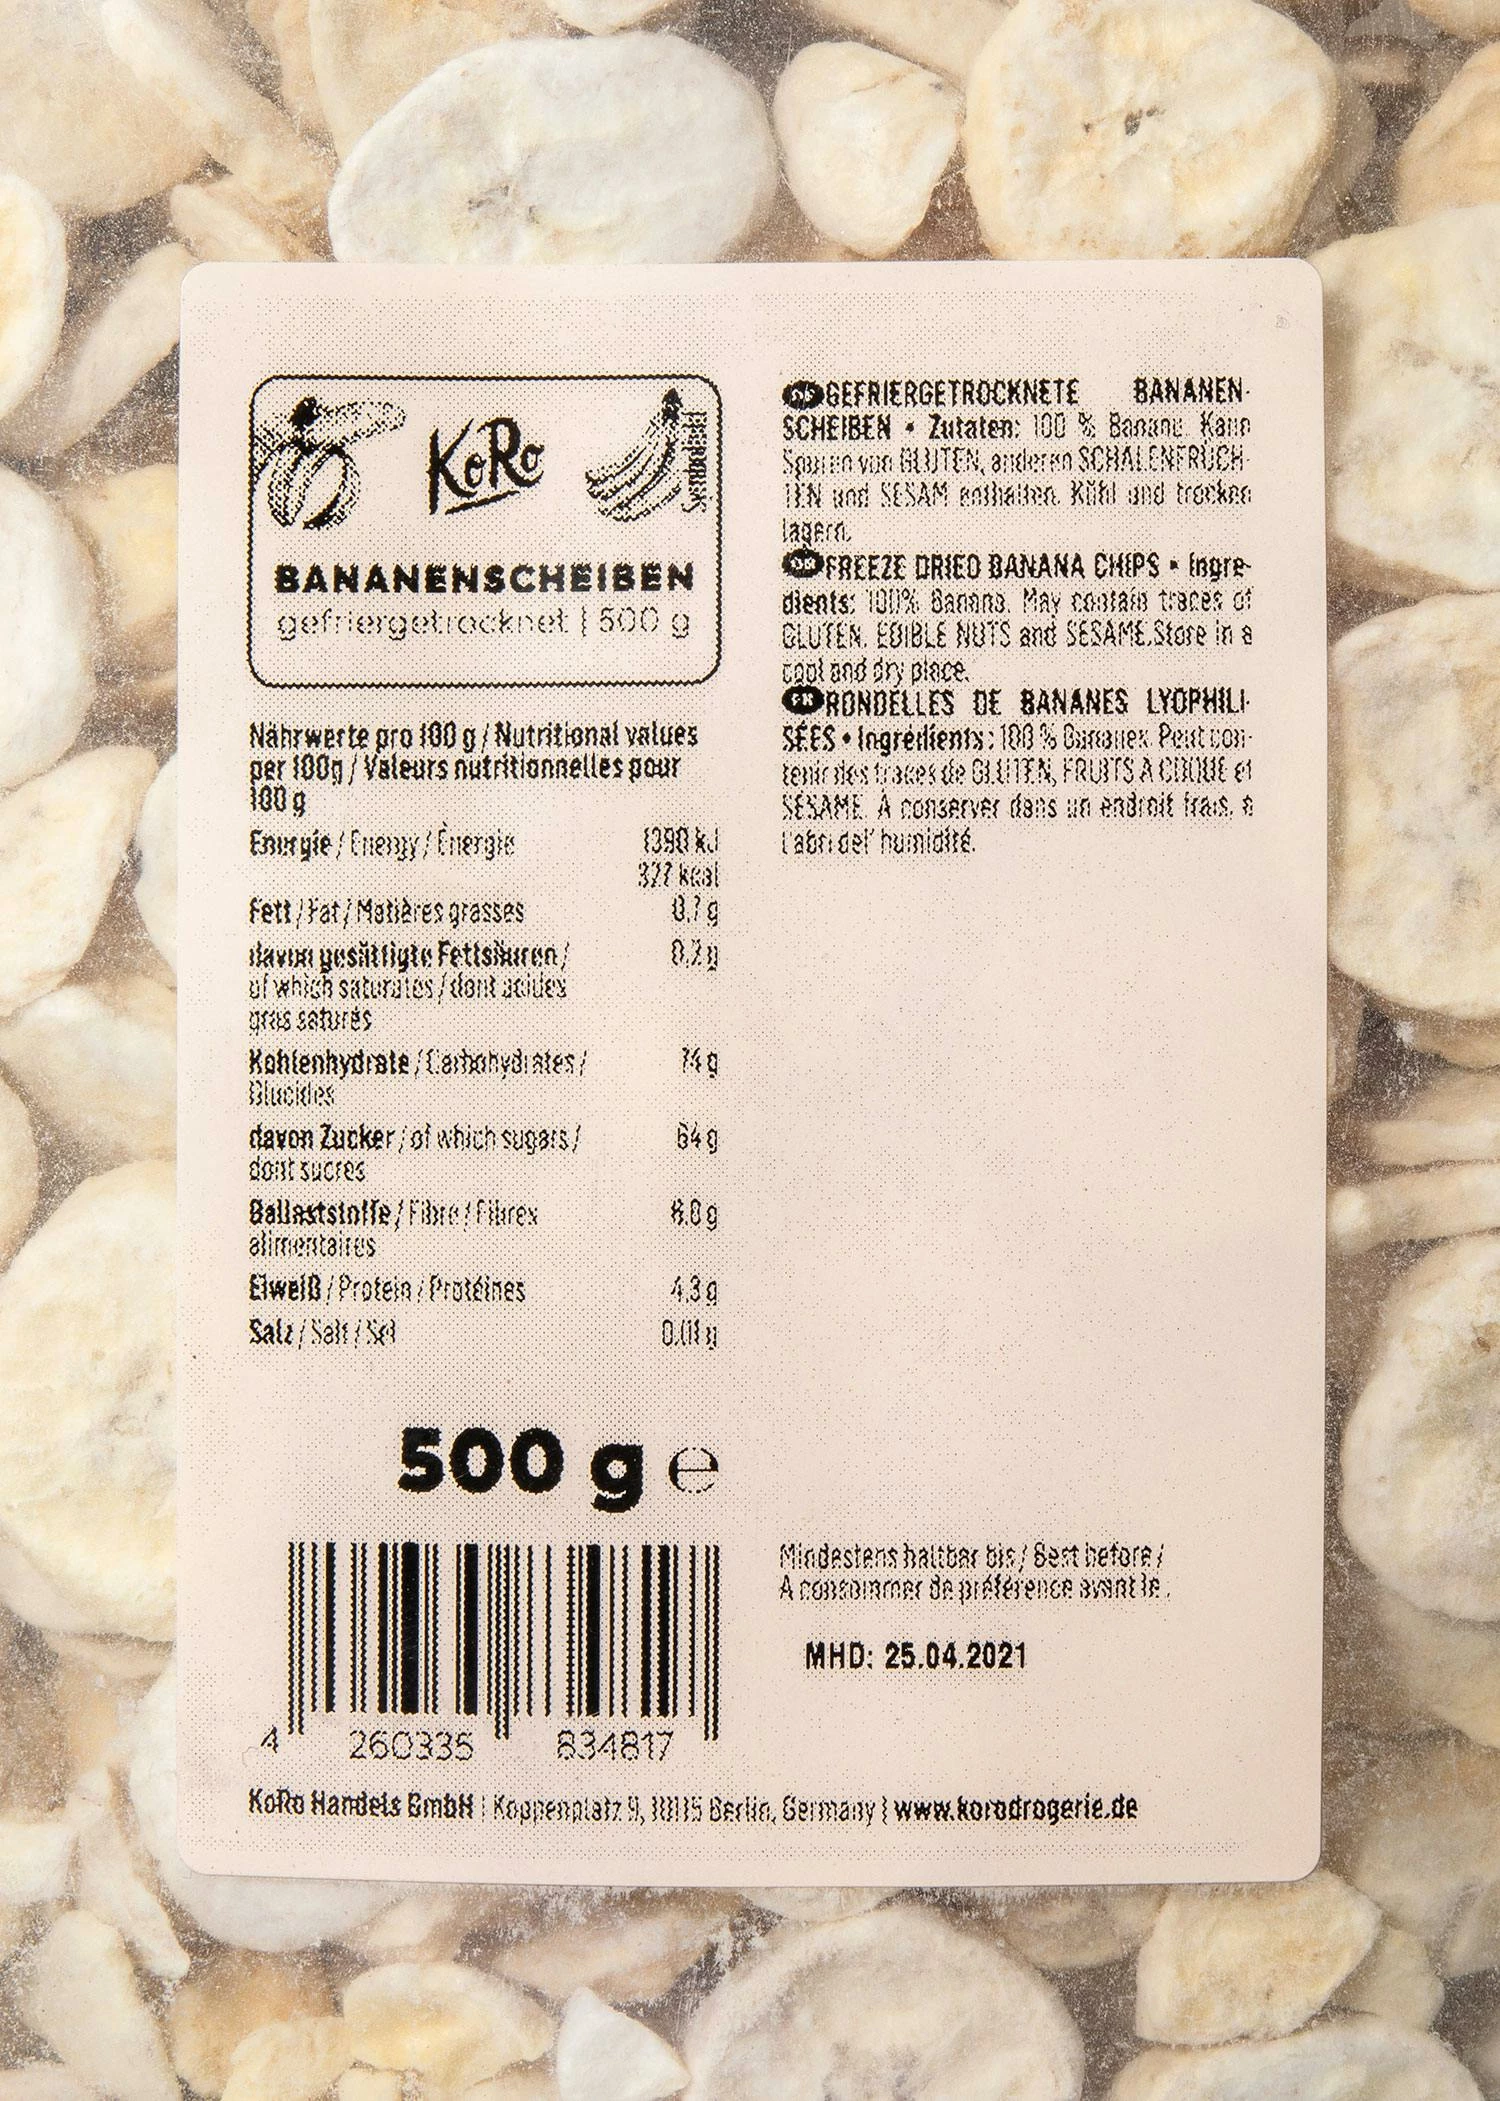 KoRo
BANANENSCHEIBEN
gefriergetrocknet | 500 g
Nährwerte pro 100 g / Nutritional values
per 100g / Valeurs nutritionnelles pour
100 g
Energie / Energy / Énergie 1390 kJ
327 kcal
Fett / Fat / Matières grasses 0,7 g
davon gesättigte Fettsäuren / 0,2 g
of which saturates / dont acides
gras saturés
Kohlenhydrate / Carbohydrates / 74 g
Glucides
davon Zucker / of which sugars / 64 g
dont sucres
Ballaststoffe / Fibre / Fibres
alimentaires
Eiweiß / Protein / Protéines 4,3 g
Salz / Salt / Sel
500 g ℮
4 260335 834817
DE GEFRIERGETROCKNETE BANANEN-
SCHEIBEN • Zutaten: 100 % Banane. Kann
Spuren von GLUTEN, anderen SCHALENFRÜCH-
TEN und SESAM enthalten. Kühl und trocken
lagern.
FREEZE DRIED BANANA CHIPS • Ingre-
dients: 100% Banana. May contain traces of
GLUTEN, EDIBLE NUTS and SESAME.Store in a
cool and dry place.
FR RONDELLES DE BANANES LYOPHILI-
SÉES • Ingrédients : 100 % Bananes. Peut con-
tenir des traces de GLUTEN, FRUITS A COQUE et
SÉSAME. À conserver dans un endroit frais, à
l'abri del' humidité.
Mindestens haltbar bis / Best before /
A consommer de préférence avant le .
MHD: 25.04.2021
KoRo Handels GmbH | Koppenplatz 9, 10115 Berlin, Germany | www.korodrogerie.de